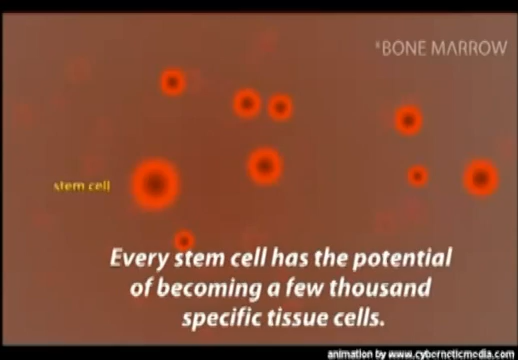 *BONE MARROW
stem cell
Every stem cell has the potential
of becoming a few thousand
specific tissue cells.
animation by www.cyberneticmedia.com